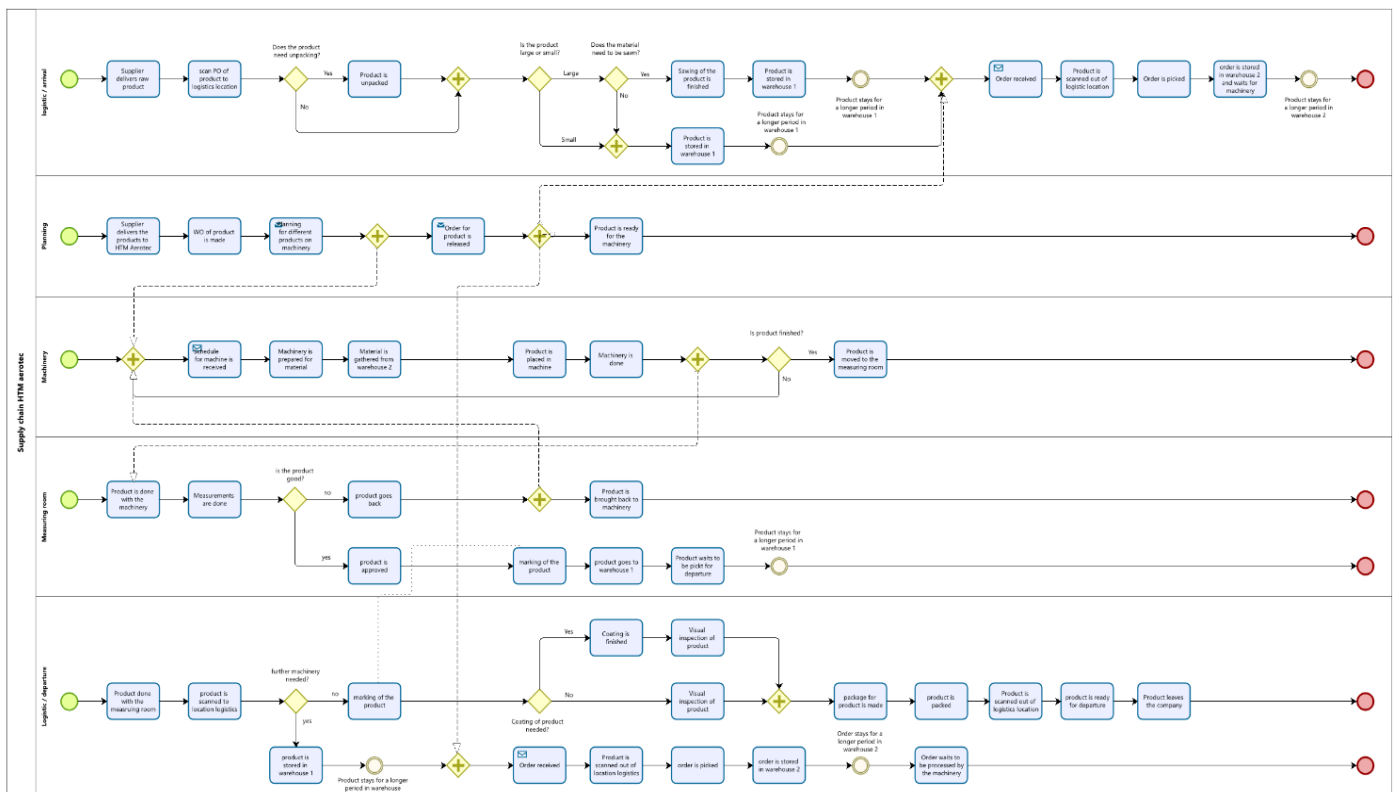 Supply chain HTM aerotec
logistic / arrival
Supplier
delivers raw
product
scan PO of
product to
logistics location
Does the product
need unpacking?
Yes
No
Product is
unpacked
Is the product
large or small?
Large
Small
Does the material
need to be sawn?
Yes
No
Sewing of the
product is
finished
Product is
stored in
warehouse 1
Product stays for
a longer period in
warehouse 1
Product is
stored in
warehouse 1
Product stays for
a longer period in
warehouse 1
Order received
Product is
scanned out of
logistic location
Order is picked
order is stored
in warehouse 2
and waits for
machinery
Product stays for
a longer period in
warehouse 2
Planning
Supplier
delivers the
products to
HTM Aerotec
WO of product
is made
for different
products on
machinery
Order for
product is
released
Product is ready
for the
machinery
Machinery
for machine is
received
Machinery is
prepared for
material
Material is
gathered from
warehouse 2
Product is
placed in
machine
Machinery is
done
Is product finished?
Yes
No
Product is
moved to the
measuring room
Measuring room
Product is done
with the
machinery
Measurements
are done
is the product
good?
no
yes
product goes
back
Product is
brought back to
machinery
product is
approved
marking of the
product
product goes to
warehouse 1
Product waits to
be pickt for
departure
Product stays for
a longer period in
warehouse 1
Logistic / departure
Product done
with the
measruing room
product is
scanned to
location logistics
further machinery
needed?
no
yes
marking of the
product
Coating of product
needed?
Yes
No
Coating is
finished
Visual
inspection of
product
Visual
inspection of
product
package for
product is made
product is
packed
Product is
scanned out of
logistics location
product is ready
for departure
Product leaves
the company
product is
stored in
warehouse 1
Product stays for a longer
period in warehouse
Order received
Product is
scanned out of
location logistics
order is picked
order is stored
in warehouse 2
Order stays for a
longer period in
warehouse 2
Order waits to
be processed by
the machinery